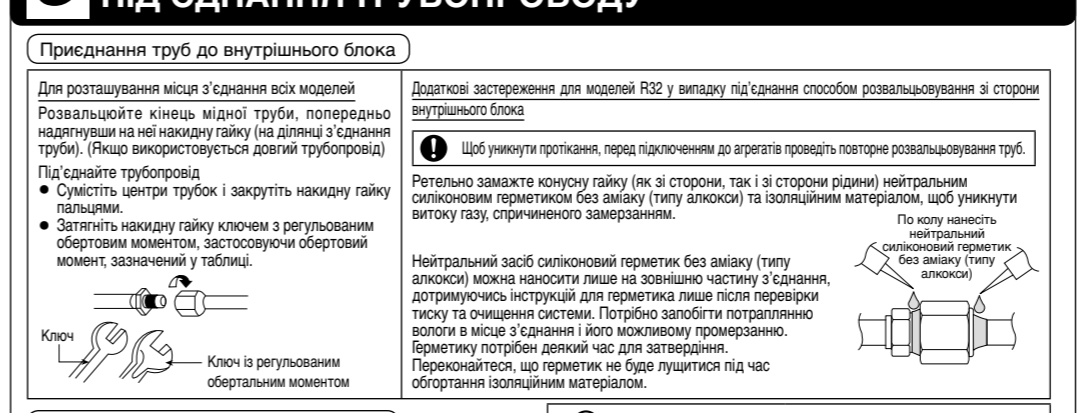 ПІД'ЄДНАННЯ ТРУБОПРОВОДУ
Приєднання труб до внутрішнього блока
Для розташування місця з’єднання всіх моделей
Розвальцюйте кінець мідної труби, попередньо
надягнувши на неї накидну гайку (на ділянці з’єднання
труби). (Якщо використовується довгий трубопровід)
Під’єднайте трубопровід
● Сумістіть центри трубок і закрутіть накидну гайку
пальцями.
● Затягніть накидну гайку ключем з регульованим
обертовим моментом, застосовуючи обертовий
момент, зазначений у таблиці.
Ключ
Ключ із регульованим
обертальним моментом
Додаткові застереження для моделей R32 у випадку під’єднання способом розвальцьовування зі сторони
внутрішнього блока
Щоб уникнути протікання, перед підключенням до агрегатів проведіть повторне розвальцьовування труб.
Ретельно замажте конусну гайку (як зі сторони, так і зі сторони рідини) нейтральним
силіконовим герметиком без аміаку (типу алкокси) та ізоляційним матеріалом, щоб уникнути
витоку газу, спричиненого замерзанням.
Нейтральний засіб силіконовий герметик без аміаку (типу
алкокси) можна наносити лише на зовнішню частину з’єднання,
дотримуючись інструкцій для герметика лише після перевірки
тиску та очищення системи. Потрібно запобігти потраплянню
вологи в місце з’єднання і його можливому промерзанню.
Герметику потрібен деякий час для затвердіння.
Переконайтеся, що герметик не буде лущитися під час
обгортання ізоляційним матеріалом.
По колу нанесіть
нейтральний
силіконовий герметик
без аміаку (типу
алкокси)